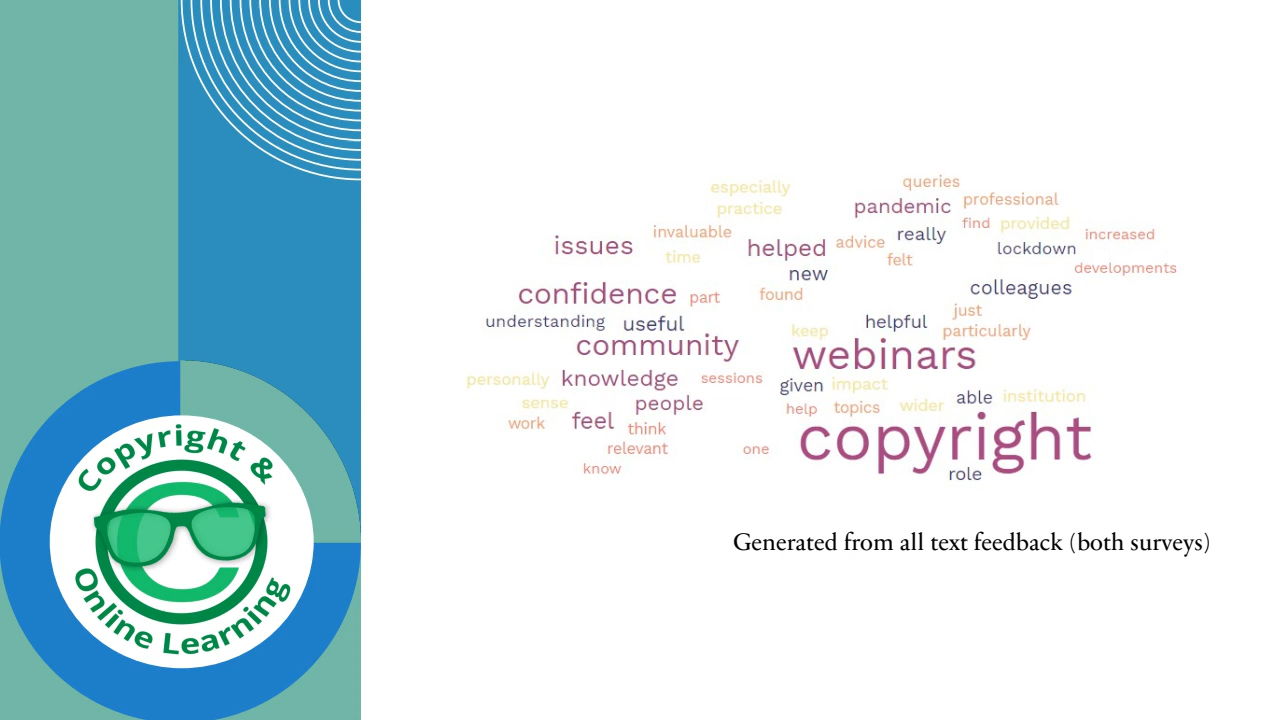 Copyright &
Online Learning
C
queries
especially
professional
practice
pandemic
find
provided
invaluable
really
increased
issues
helped
advice
lockdown
time
felt
developments
new
colleagues
confidence
part
found
just
understanding
useful
keep
helpful
particularly
community
webinars
personally
knowledge
sessions
given
impact
able
institution
sense
people
help
topics
wider
work
feel
think
copyright
relevant
one
know
role
Generated from all text feedback (both surveys)